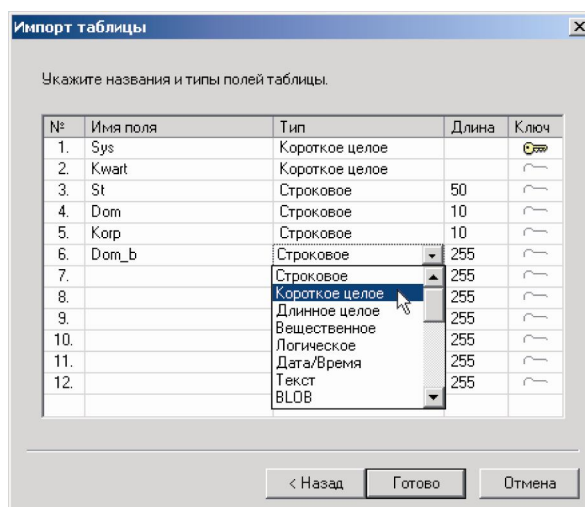 Импорт таблицы
Укажите названия и типы полей таблицы.
№ Имя поля Тип Длина Ключ
1. Sys Короткое целое
2. Kwart Короткое целое
3. St Строковое 50
4. Dom Строковое 10
5. Korp Строковое 10
6. Dom_b Строковое 255
7. Строковое 255
8. Короткое целое 255
9. Длинное целое 255
Вещественное
10. Логическое 255
11. Дата/Время 255
12. Текст 255
BLOB
< Назад Готово Отмена